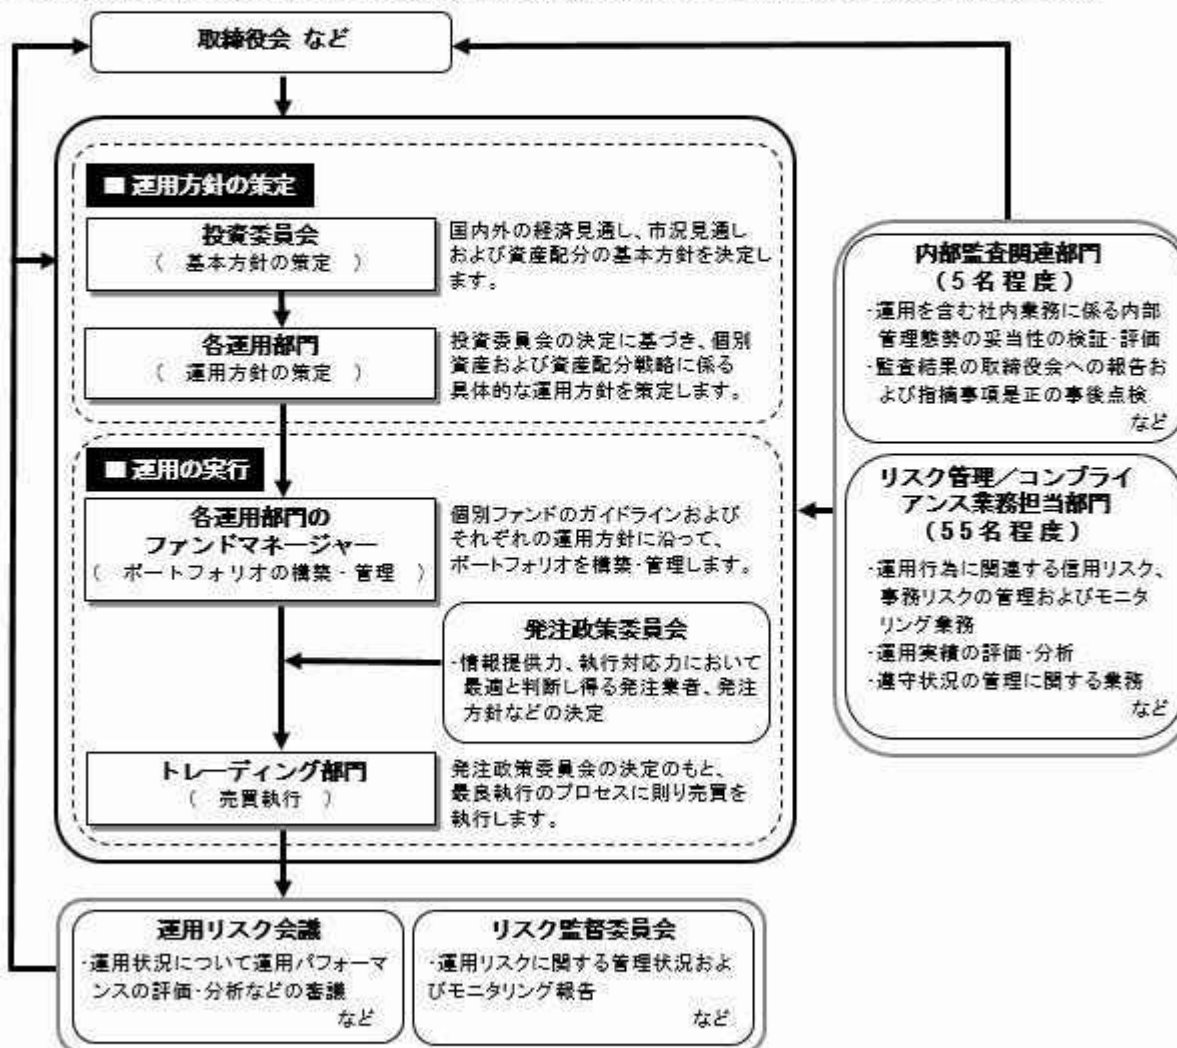 取締役会 など
■ 運用方針の策定
投資委員会
( 基本方針の策定 )
国内外の経済見通し、市況見通し
および資産配分の基本方針を決定し
ます。
各運用部門
( 運用方針の策定 )
投資委員会の決定に基づき、個別
資産および資産配分戦略に係る
具体的な運用方針を策定します。
■ 運用の実行
各運用部門の
ファンドマネージャー
( ポートフォリオの構築・管理 )
個別ファンドのガイドラインおよび
それぞれの運用方針に沿って、
ポートフォリオを構築・管理します。
発注政策委員会
・情報提供力、執行対応力において
最適と判断し得る発注業者、発注
方針などの決定
トレーディング部門
( 売買執行 )
発注政策委員会の決定のもと、
最良執行のプロセスに則り売買を
執行します。
内部監査関連部門
(5名程度)
・運用を含む社内業務に係る内部
管理態勢の妥当性の検証・評価
・監査結果の取締役会への報告お
よび指摘事項是正の事後点検
など
リスク管理/コンプライ
アンス業務担当部門
(55名程度)
・運用行為に関連する信用リスク、
事務リスクの管理およびモニタ
リング業務
・運用実績の評価・分析
・遵守状況の管理に関する業務
など
運用リスク会議
・運用状況について運用パフォーマ
ンスの評価・分析などの審議
など
リスク監督委員会
・運用リスクに関する管理状況およ
びモニタリング報告
など